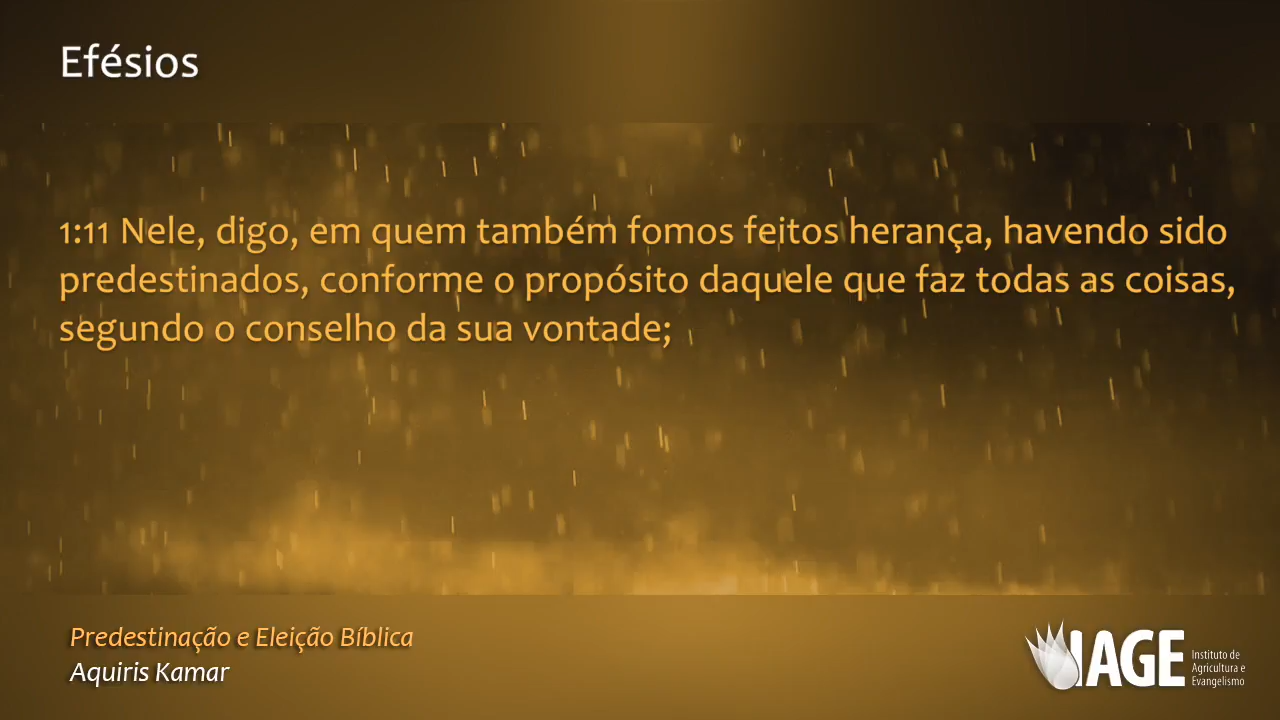 Efésios
1:11 Nele, digo, em quem também fomos feitos herança, havendo sido
predestinados, conforme o propósito daquele que faz todas as coisas,
segundo o conselho da sua vontade;
Predestinação e Eleição Bíblica
Aquiris Kamar
IAGE
Instituto de
Agricultura e
Evangelismo